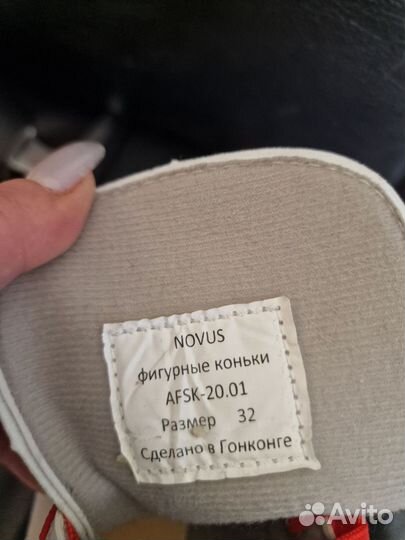 NOVUS
фигурные коньки
AFSK-20.01
Размер 32
Сделано в Гонконге
Avito